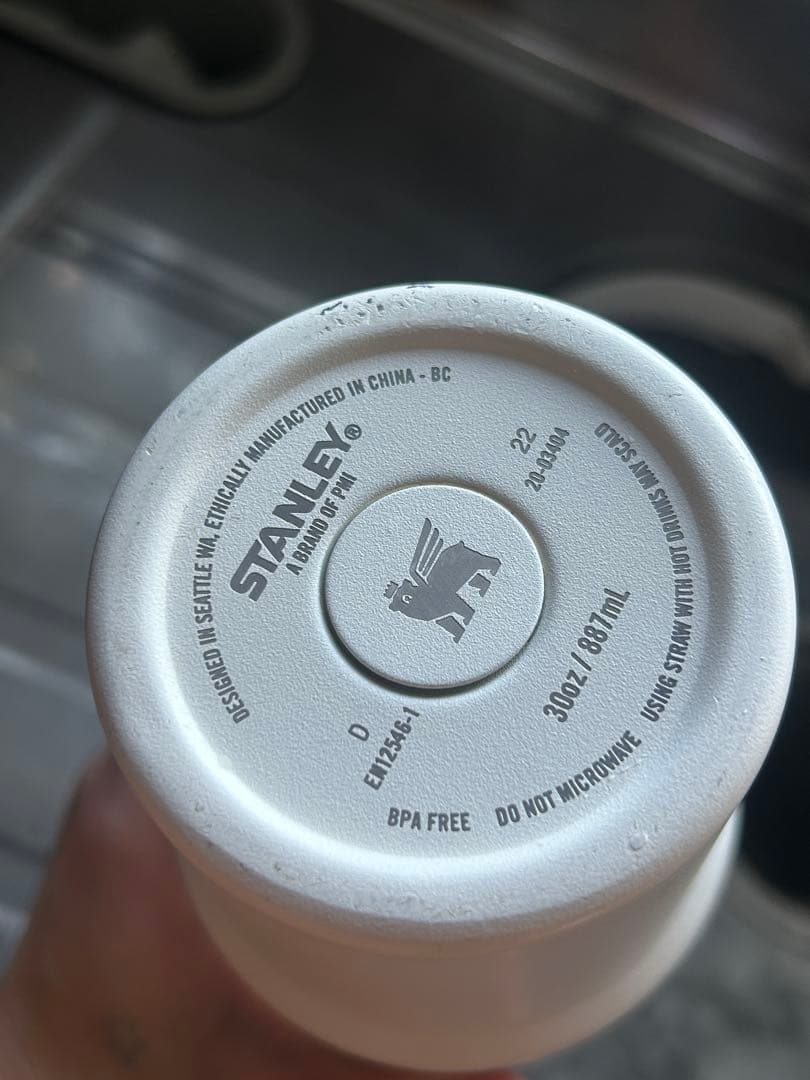 DESIGNED IN SEATTLE WA, ETHICALLY MANUFACTURED IN CHINA - BC
STANLEY®
A BRAND OF PMI
22
20-03404
30oz / 887mL
D
EN12546-1
BPA FREE
DO NOT MICROWAVE
USING STRAW WITH HOT DRINKS MAY SCALD